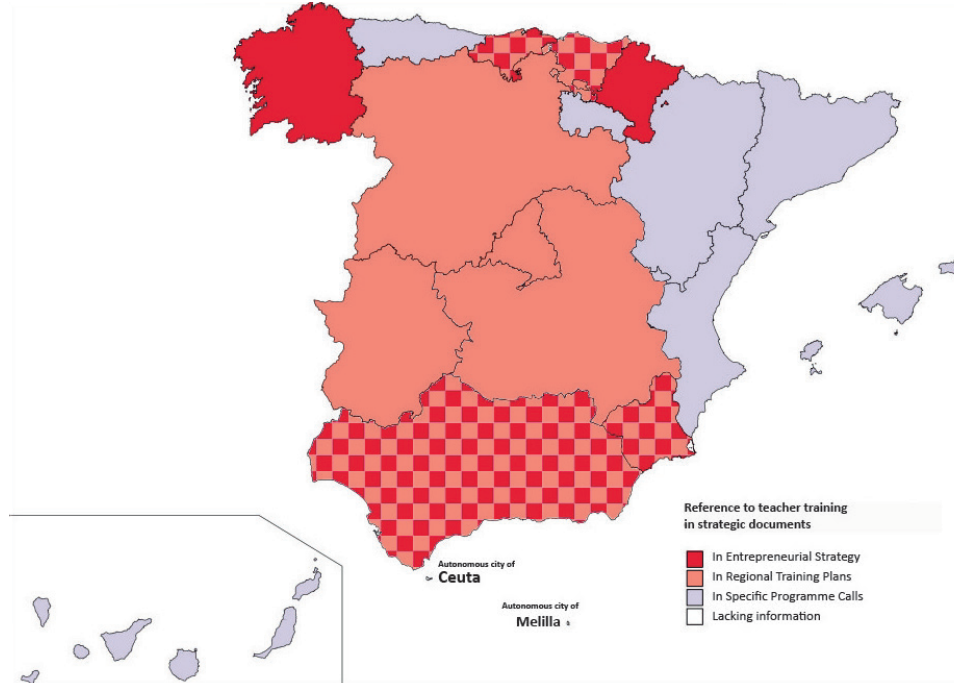 Reference to teacher training
in strategic documents
In Entrepreneurial Strategy
In Regional Training Plans
In Specific Programme Calls
Lacking information
Autonomous city of
Ceuta
Autonomous city of
Melilla